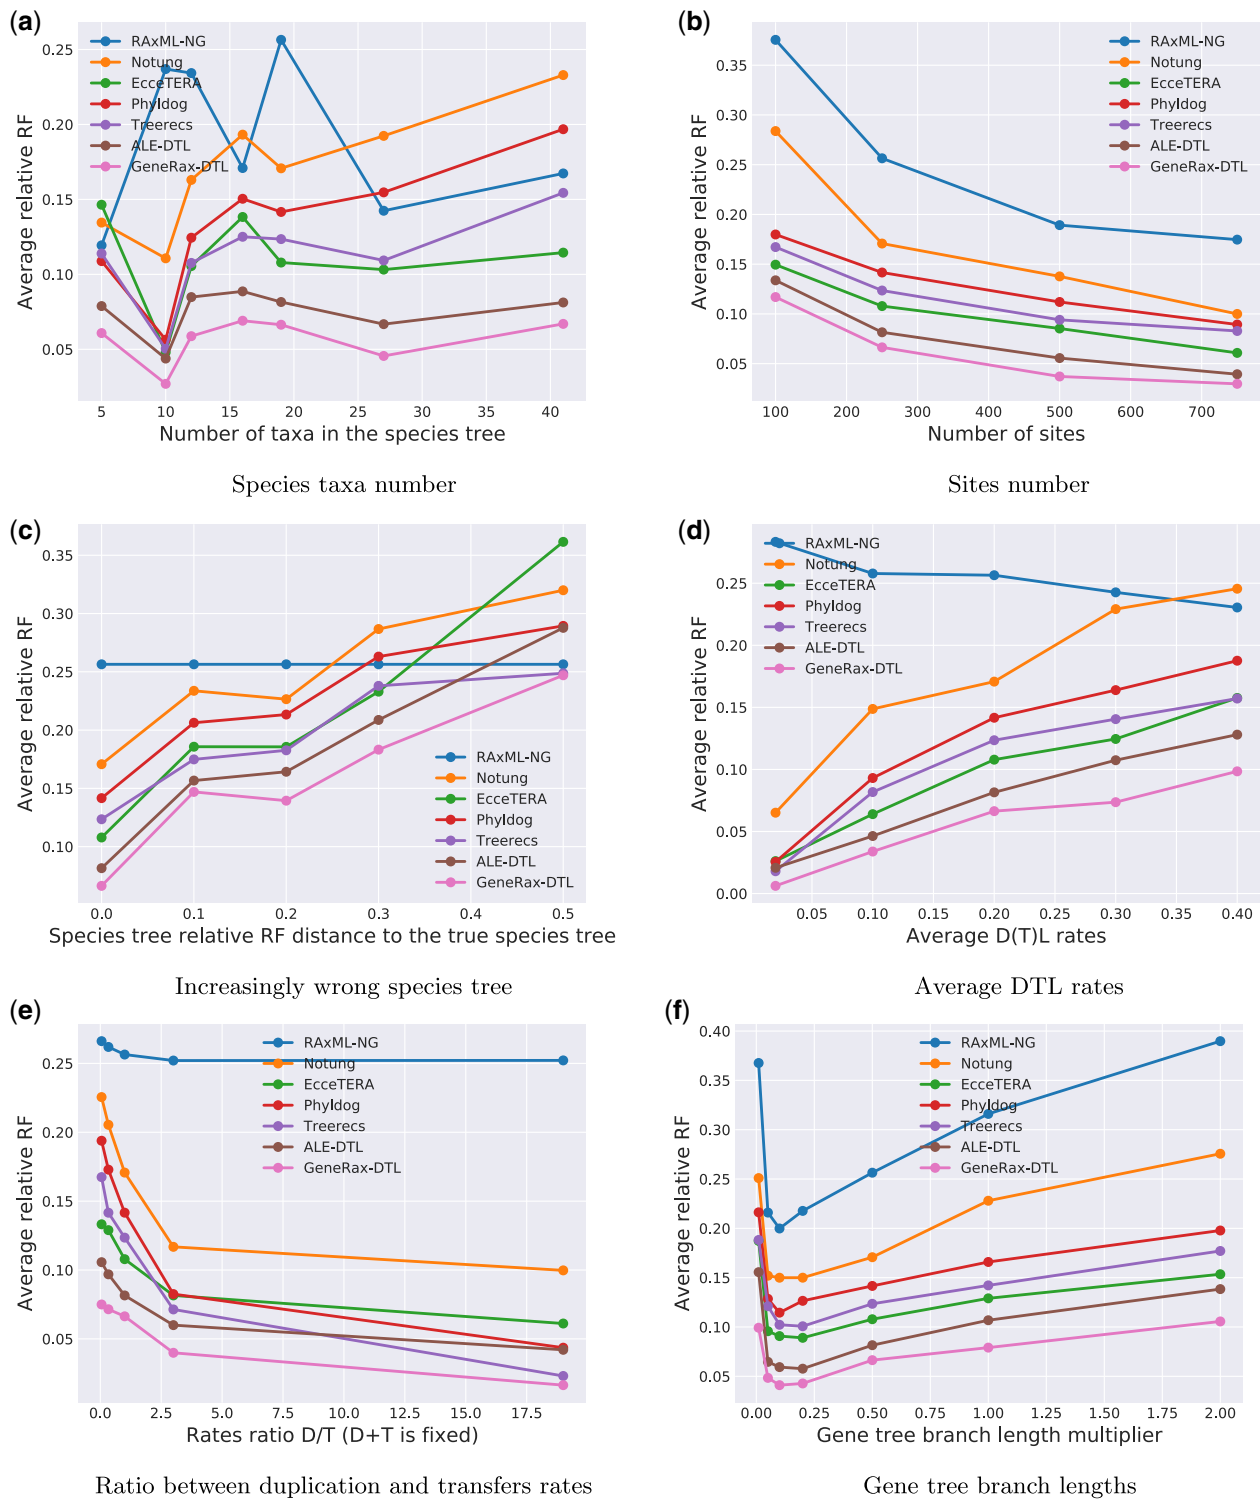 (a)
0.25
0.20
0.15
0.10
0.05
Average relative RF
RAxML-NG
Notung
EcceTERA
Phyldog
Treerecs
ALE-DTL
GeneRax-DTL
5 10 15 20 25 30 35 40
Number of taxa in the species tree
Species taxa number
(b)
0.35
0.30
0.25
0.20
0.15
0.10
0.05
Average relative RF
RAxML-NG
Notung
EcceTERA
Phyldog
Treerecs
ALE-DTL
GeneRax-DTL
100 200 300 400 500 600 700
Number of sites
Sites number
(c)
0.35
0.30
0.25
0.20
0.15
0.10
Average relative RF
RAxML-NG
Notung
EcceTERA
Phyldog
Treerecs
ALE-DTL
GeneRax-DTL
0.0 0.1 0.2 0.3 0.4 0.5
Species tree relative RF distance to the true species tree
Increasingly wrong species tree
(d)
0.25
0.20
0.15
0.10
0.05
0.00
Average relative RF
RAxML-NG
Notung
EcceTERA
Phyldog
Treerecs
ALE-DTL
GeneRax-DTL
0.05 0.10 0.15 0.20 0.25 0.30 0.35 0.40
Average D(T)L rates
Average DTL rates
(e)
0.25
0.20
0.15
0.10
0.05
Average relative RF
RAxML-NG
Notung
EcceTERA
Phyldog
Treerecs
ALE-DTL
GeneRax-DTL
0.0 2.5 5.0 7.5 10.0 12.5 15.0 17.5
Rates ratio D/T (D+T is fixed)
Ratio between duplication and transfers rates
(f)
0.40
0.35
0.30
0.25
0.20
0.15
0.10
0.05
Average relative RF
RAxML-NG
Notung
EcceTERA
Phyldog
Treerecs
ALE-DTL
GeneRax-DTL
0.00 0.25 0.50 0.75 1.00 1.25 1.50 1.75 2.00
Gene tree branch length multiplier
Gene tree branch lengths